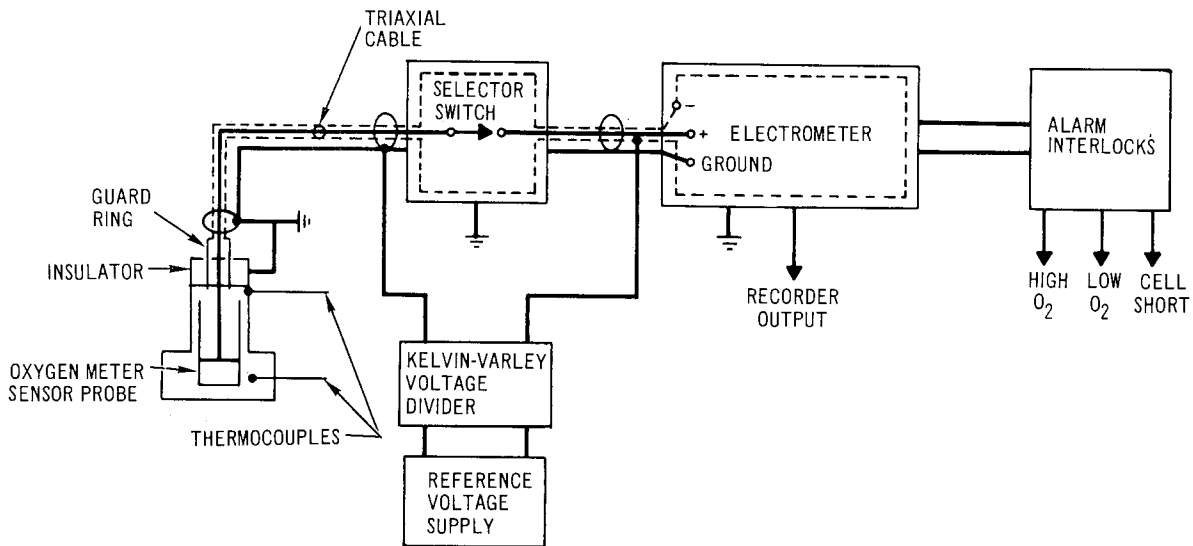 TRIAXIAL
CABLE
SELECTOR
SWITCH
-
+
ELECTROMETER
GROUND
ALARM
INTERLOCKS
GUARD
RING
INSULATOR
OXYGEN METER
SENSOR PROBE
THERMOCOUPLES
KELVIN-VARLEY
VOLTAGE
DIVIDER
REFERENCE
VOLTAGE
SUPPLY
RECORDER
OUTPUT
HIGH
O2
LOW
O2
CELL
SHORT